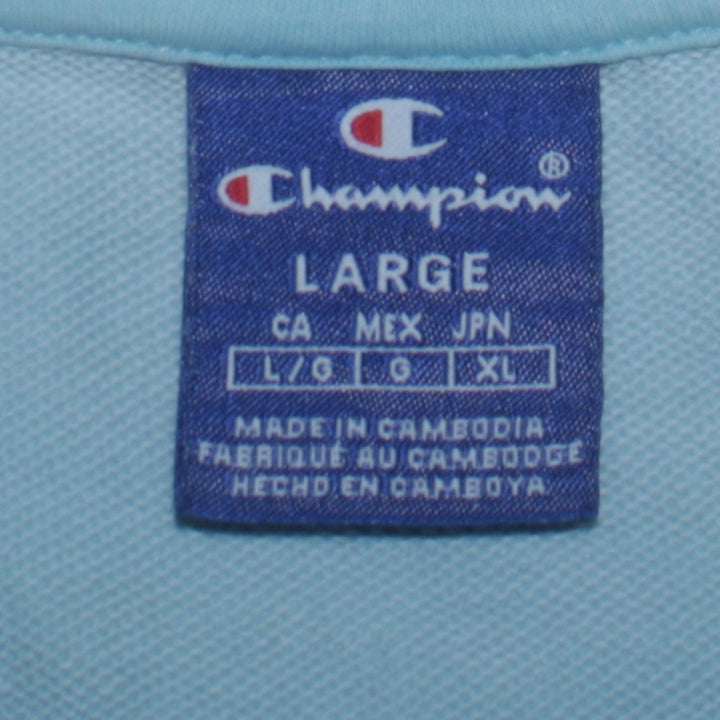 Champion®
LARGE
CA MEX JPN
L/G G XL
MADE IN CAMBODIA
FABRIQUÉ AU CAMBODGE
HECHO EN CAMBOYA